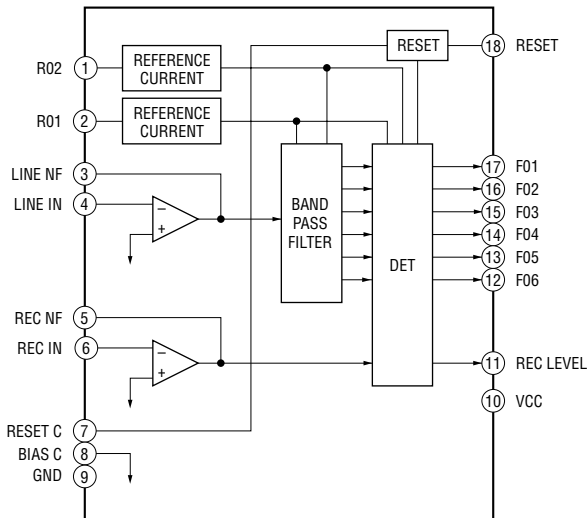 RESET
18 RESET
R02 1 REFERENCE CURRENT
R01 2 REFERENCE CURRENT
LINE NF 3
LINE IN 4
−
+
BAND
PASS
FILTER
DET
17 F01
16 F02
15 F03
14 F04
13 F05
12 F06
REC NF 5
REC IN 6
−
+
11 REC LEVEL
10 VCC
RESET C 7
BIAS C 8
GND 9